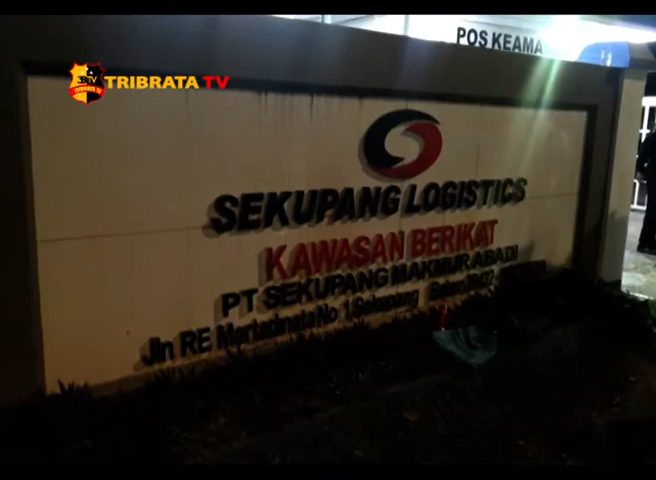 POS KEAMA
TRIBRATA TV
SEKUPANG LOGISTICS
KAWASAN BERIKAT
PT SEKUPANG MAKMUR ABADI
Jln RE Martadinata No 1, Sekupang